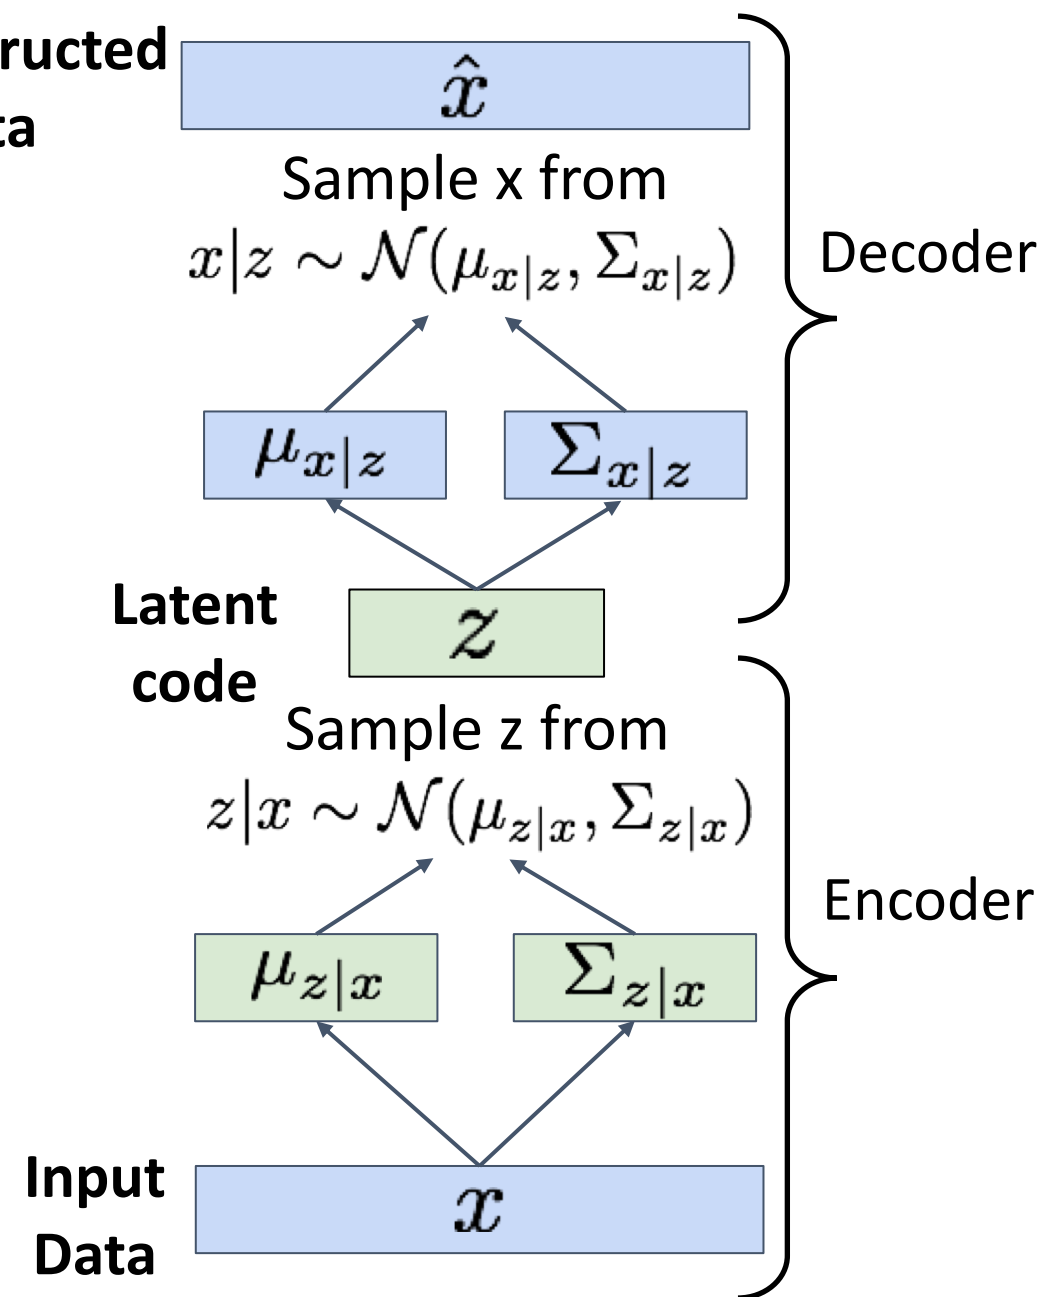 ructed
ta
x̂
Sample x from
x|z ∼ 𝒩(μ_{x|z}, Σ_{x|z})
Decoder
μ_{x|z}
Σ_{x|z}
Latent
code
z
Sample z from
z|x ∼ 𝒩(μ_{z|x}, Σ_{z|x})
Encoder
μ_{z|x}
Σ_{z|x}
Input
Data
x